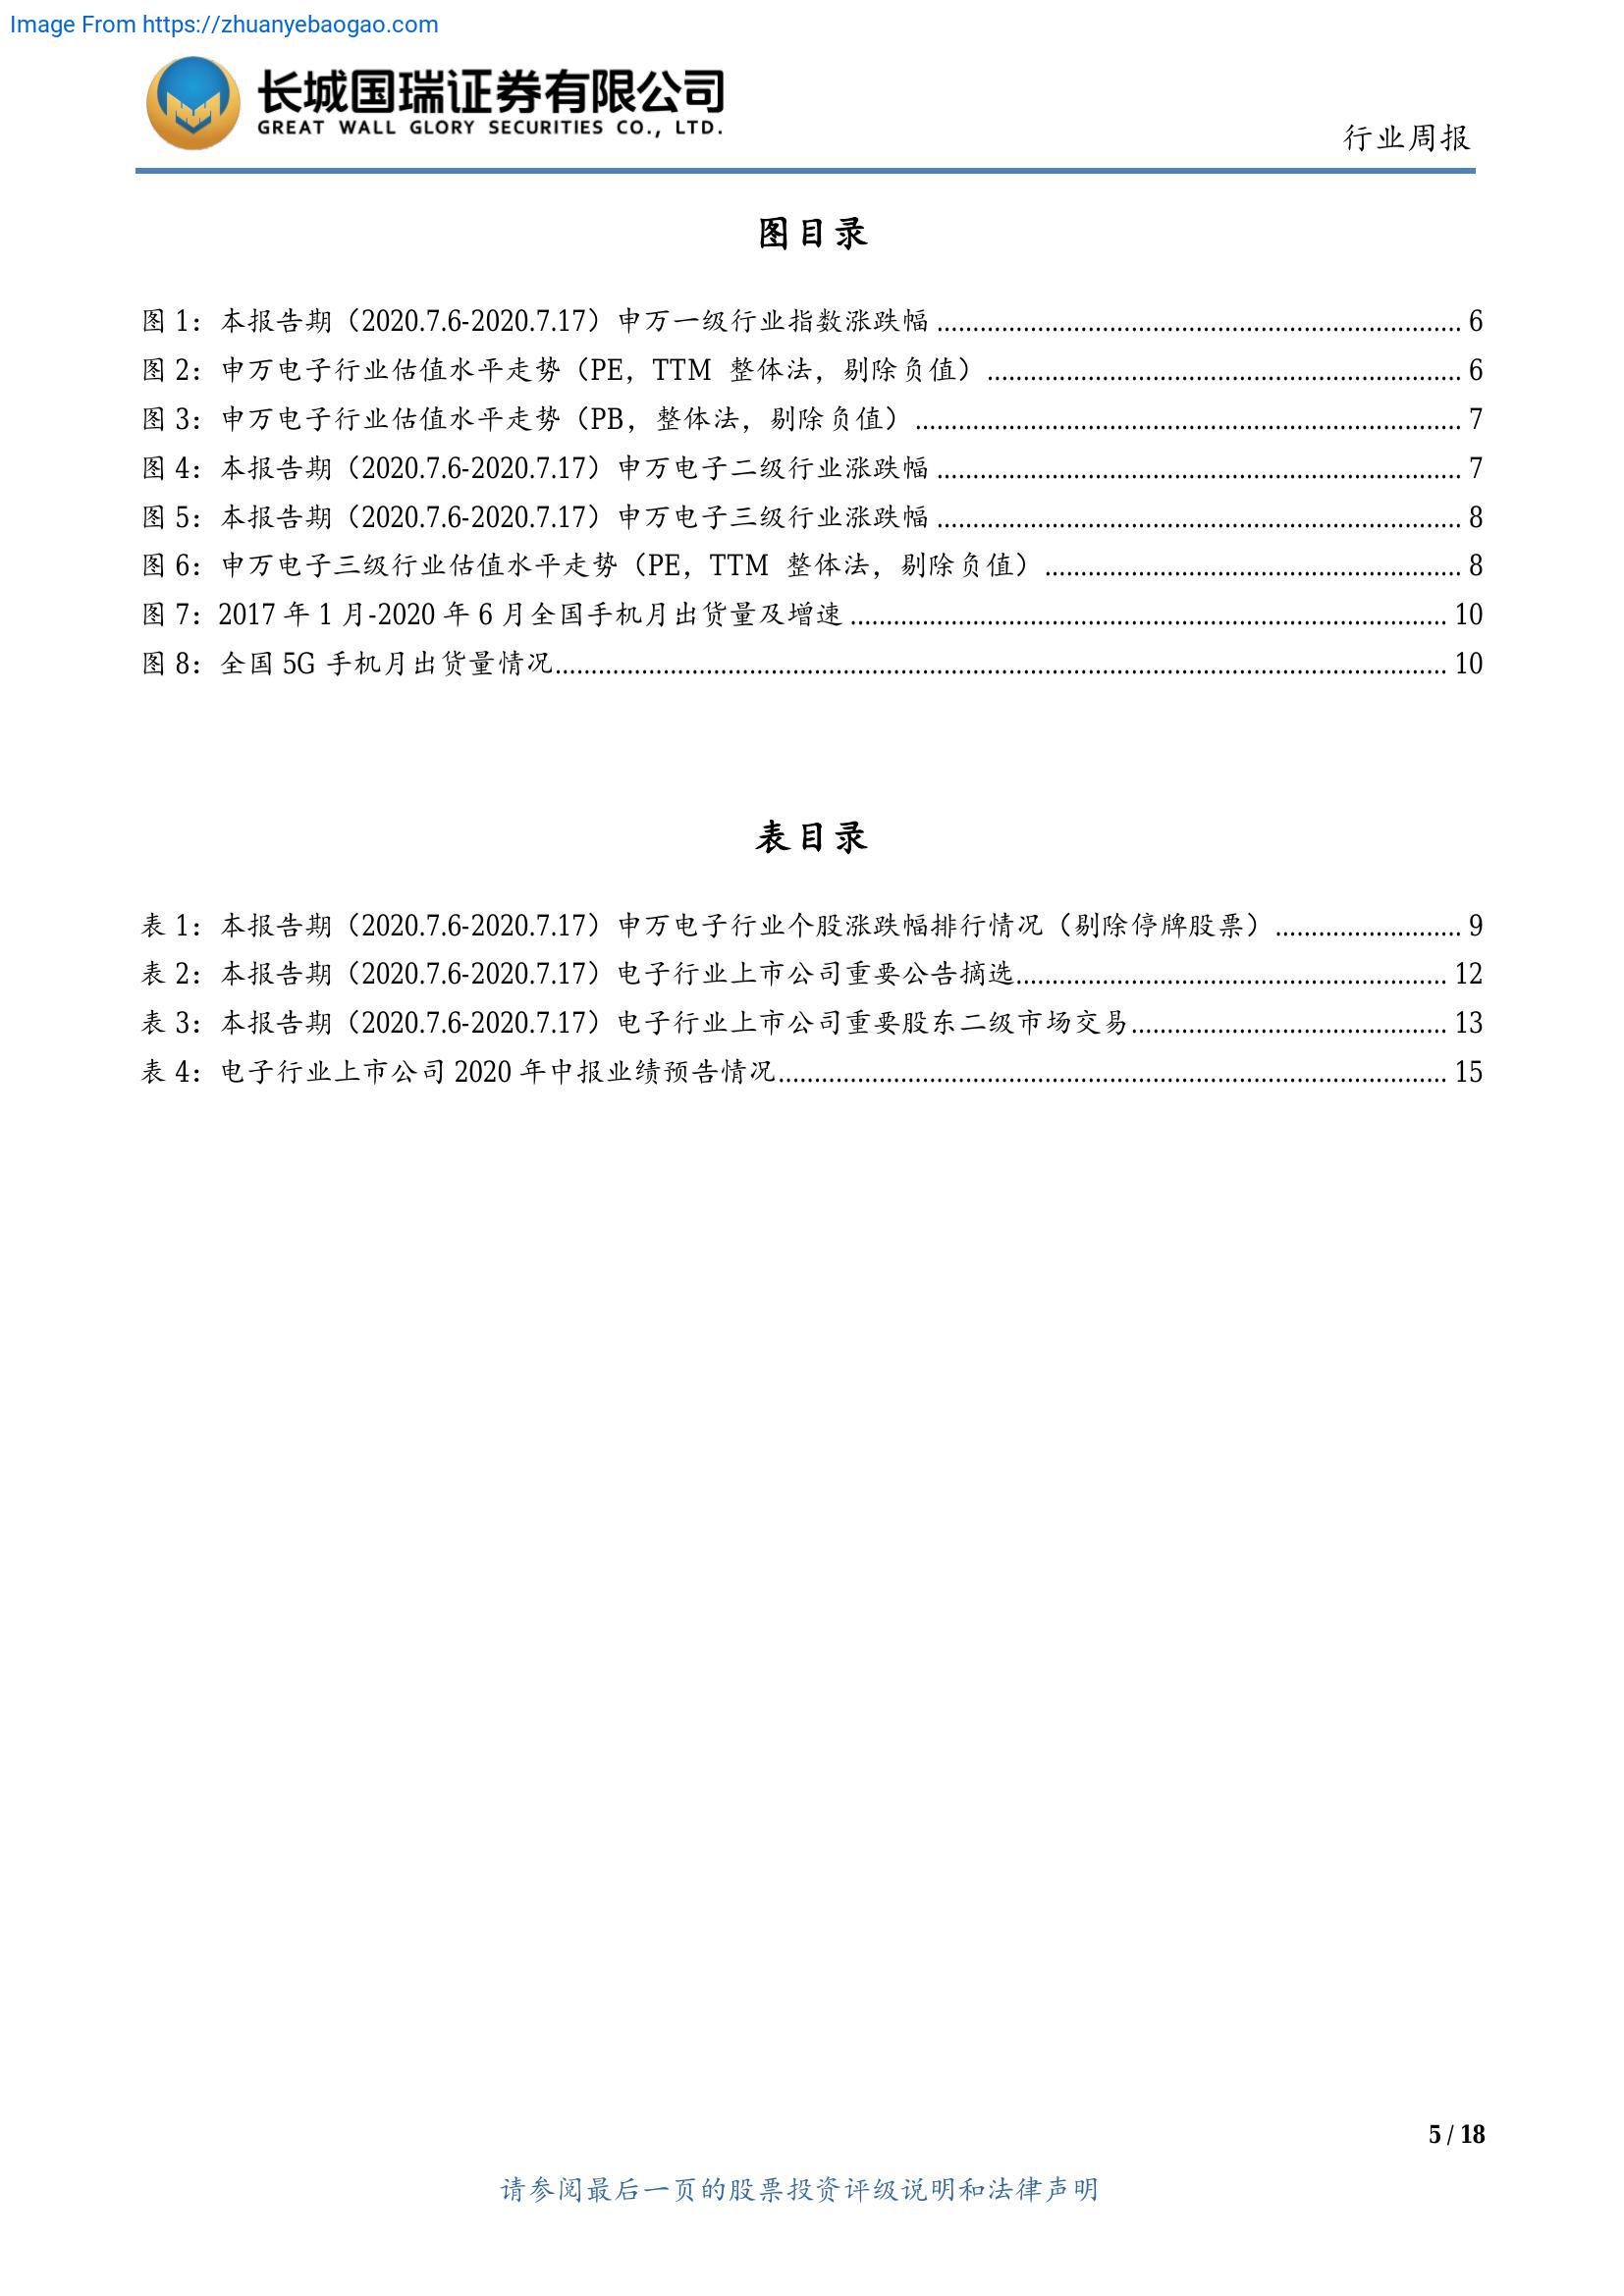 Image From https://zhuanyebaogao.com
长城国瑞证券有限公司
GREAT WALL GLORY SECURITIES CO., LTD.
行业周报
图目录
图 1：本报告期（2020.7.6-2020.7.17）申万一级行业指数涨跌幅 ........................................................................ 6
图 2：申万电子行业估值水平走势（PE，TTM 整体法，剔除负值） ................................................................. 6
图 3：申万电子行业估值水平走势（PB，整体法，剔除负值） ........................................................................... 7
图 4：本报告期（2020.7.6-2020.7.17）申万电子二级行业涨跌幅 ........................................................................ 7
图 5：本报告期（2020.7.6-2020.7.17）申万电子三级行业涨跌幅 ........................................................................ 8
图 6：申万电子三级行业估值水平走势（PE，TTM 整体法，剔除负值） ......................................................... 8
图 7：2017 年 1 月-2020 年 6 月全国手机月出货量及增速 .................................................................................. 10
图 8：全国 5G 手机月出货量情况............................................................................................................................ 10
表目录
表 1：本报告期（2020.7.6-2020.7.17）申万电子行业个股涨跌幅排行情况（剔除停牌股票） .......................... 9
表 2：本报告期（2020.7.6-2020.7.17）电子行业上市公司重要公告摘选............................................................ 12
表 3：本报告期（2020.7.6-2020.7.17）电子行业上市公司重要股东二级市场交易............................................ 13
表 4：电子行业上市公司 2020 年中报业绩预告情况............................................................................................. 15
5 / 18
请参阅最后一页的股票投资评级说明和法律声明